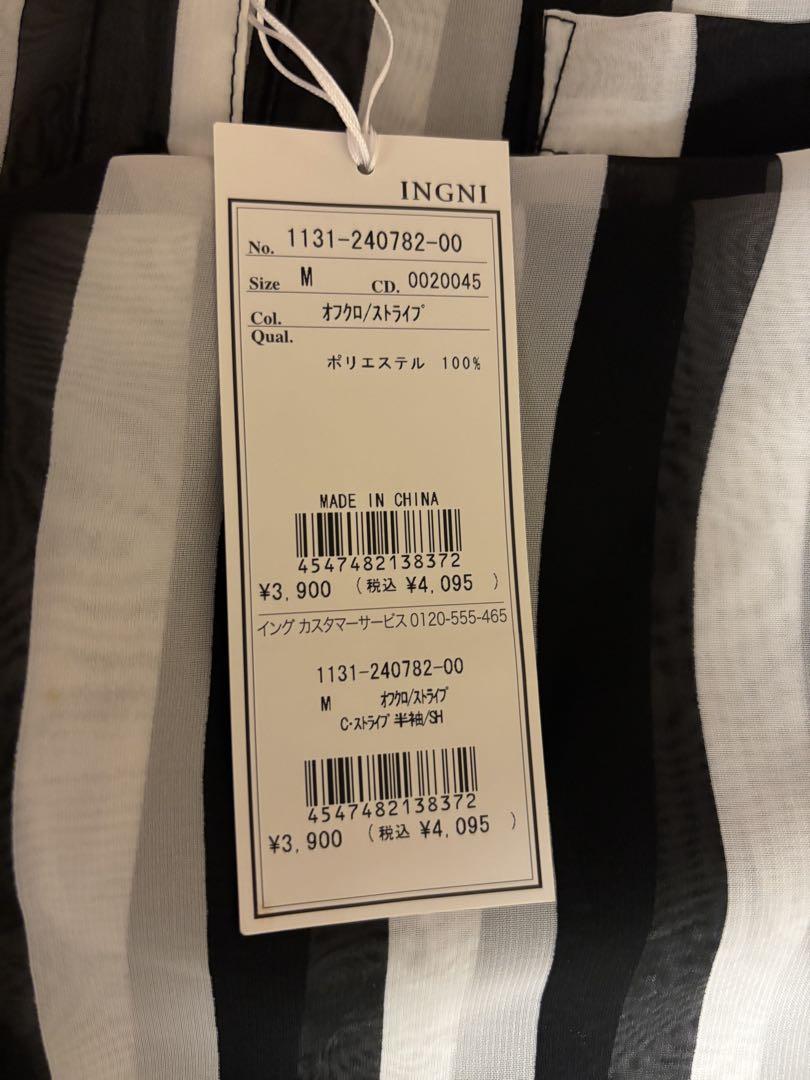 INGNI
No. 1131-240782-00
Size M CD. 0020045
Col. オフクロ/ストライプ
Qual.
ポリエステル 100%
MADE IN CHINA
4547482138372
¥3,900 (税込 ¥4,095 )
イング カスタマーサービス 0120-555-465
1131-240782-00
M オフクロ/ストライプ
C・ストライプ 半袖/SH
4547482138372
¥3,900 (税込 ¥4,095 )